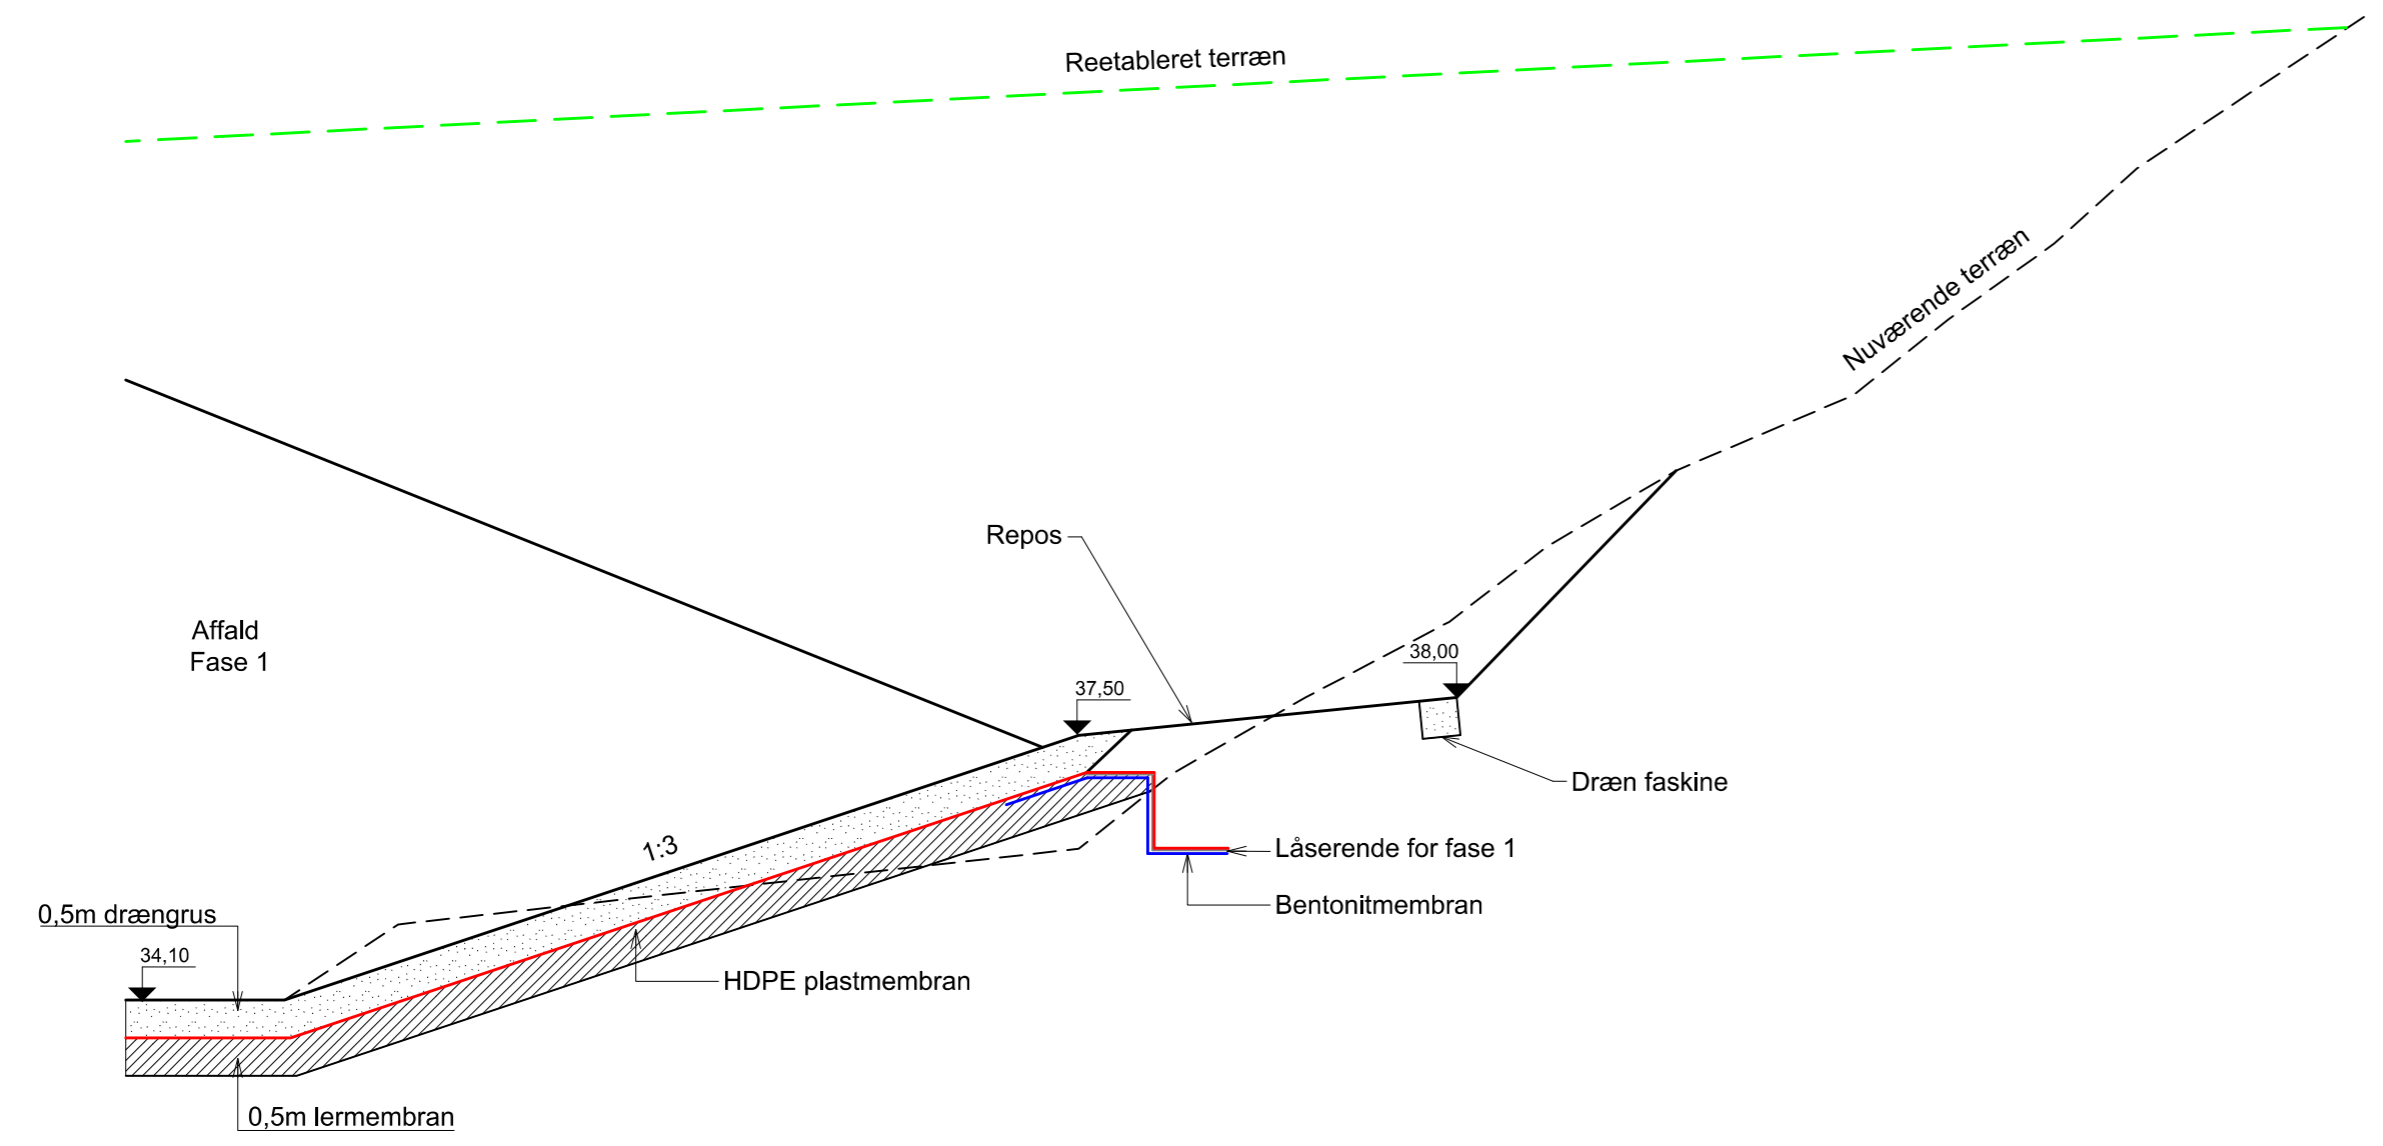 Reetableret terræn
Nuværende terræn
Repos
Affald
Fase 1
38,00
37,50
Dræn faskine
1:3
Låserende for fase 1
Bentonitmembran
0,5m drængrus
34,10
HDPE plastmembran
0,5m lermembran